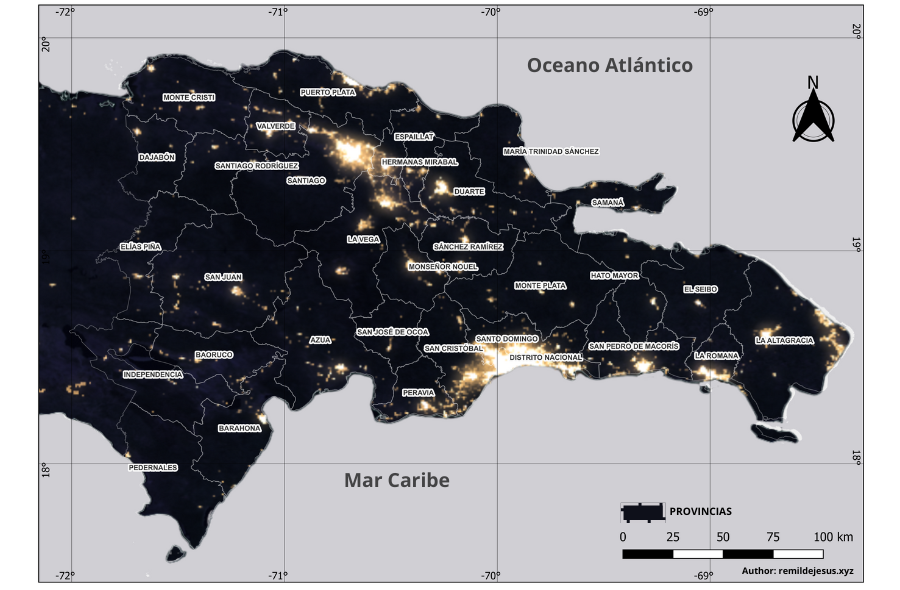 -72° -71° -70° -69°
20° 20°
Oceano Atlántico
N
MONTE CRISTI
PUERTO PLATA
VALVERDE
ESPAILLAT
DAJABÓN
SANTIAGO RODRÍGUEZ
HERMANAS MIRABAL
MARÍA TRINIDAD SÁNCHEZ
SANTIAGO
DUARTE
SAMANÁ
ELÍAS PIÑA
LA VEGA
SÁNCHEZ RAMÍREZ
19° 19°
SAN JUAN
MONSEÑOR NOUEL
MONTE PLATA
HATO MAYOR
EL SEIBO
AZUA
SAN JOSÉ DE OCOA
SAN CRISTÓBAL
SANTO DOMINGO
DISTRITO NACIONAL
SAN PEDRO DE MACORÍS
LA ROMANA
LA ALTAGRACIA
BAORUCO
INDEPENDENCIA
PERAVIA
BARAHONA
PEDERNALES
18° 18°
Mar Caribe
PROVINCIAS
0 25 50 75 100 km
Author: remildejesus.xyz
-72° -71° -70° -69°